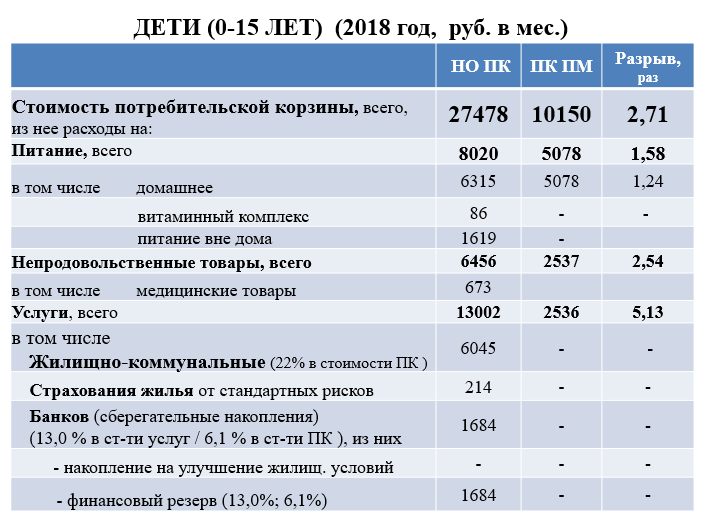 ДЕТИ (0-15 ЛЕТ) (2018 год, руб. в мес.)
НО ПК ПК ПМ Разрыв, раз
Стоимость потребительской корзины, всего, из нее расходы на: 27478 10150 2,71
Питание, всего 8020 5078 1,58
в том числе домашнее 6315 5078 1,24
витаминный комплекс 86 - -
питание вне дома 1619 -
Непродовольственные товары, всего 6456 2537 2,54
в том числе медицинские товары 673
Услуги, всего 13002 2536 5,13
в том числе
Жилищно-коммунальные (22% в стоимости ПК ) 6045 - -
Страхования жилья от стандартных рисков 214 - -
Банков (сберегательные накопления)
(13,0 % в ст-ти услуг / 6,1 % в ст-ти ПК ), из них 1684 - -
- накопление на улучшение жилищ. условий - - -
- финансовый резерв (13,0%; 6,1%) 1684 - -